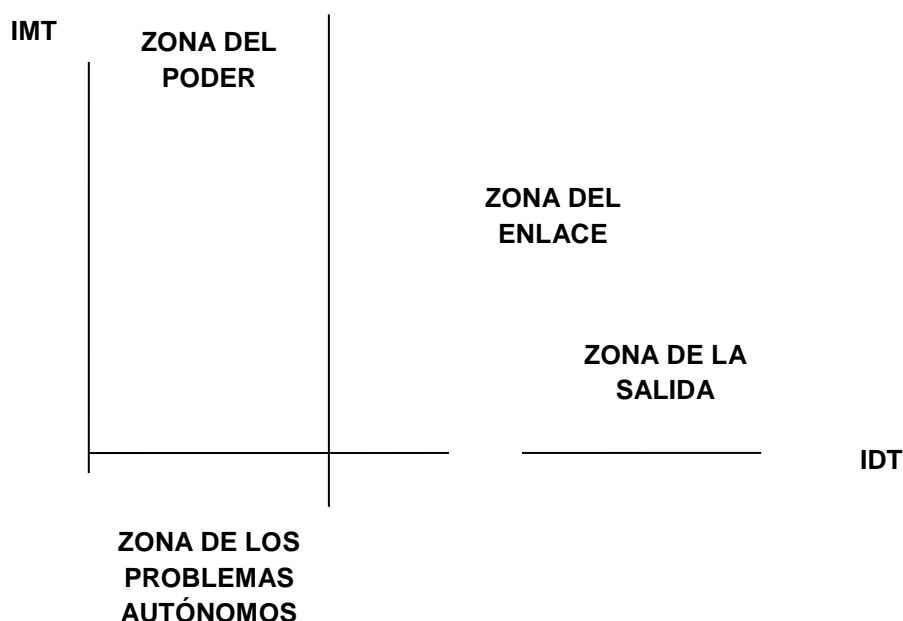 IMT
ZONA DEL
PODER
ZONA DEL
ENLACE
ZONA DE LA
SALIDA
IDT
ZONA DE LOS
PROBLEMAS
AUTÓNOMOS